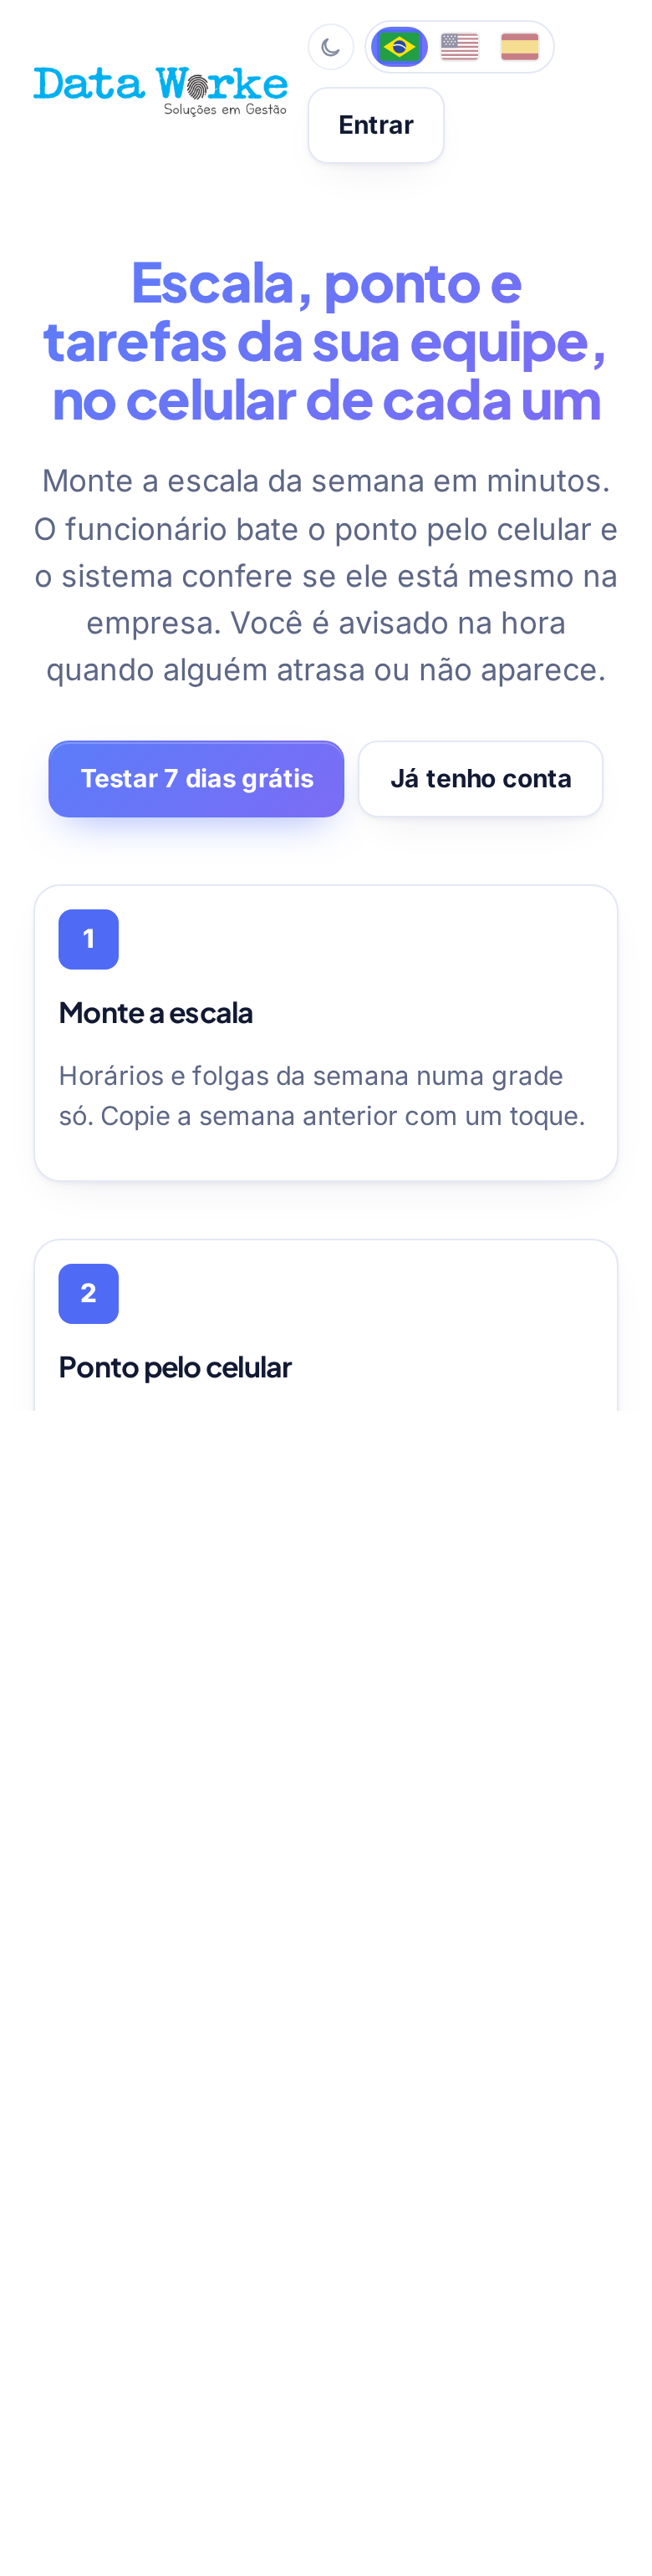 Data Worke
Soluções em Gestão
Entrar
Escala, ponto e
tarefas da sua equipe,
no celular de cada um
Monte a escala da semana em minutos.
O funcionário bate o ponto pelo celular e
o sistema confere se ele está mesmo na
empresa. Você é avisado na hora
quando alguém atrasa ou não aparece.
Testar 7 dias grátis
Já tenho conta
1
Monte a escala
Horários e folgas da semana numa grade
só. Copie a semana anterior com um toque.
2
Ponto pelo celular